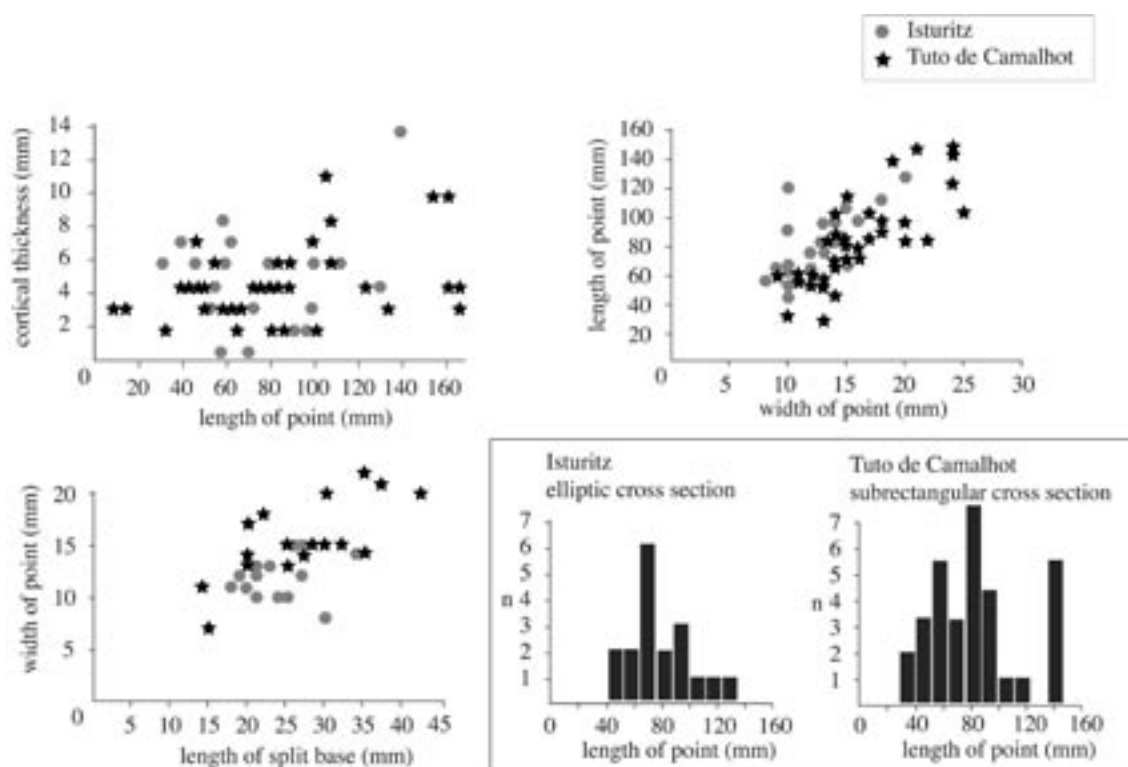 Isturitz
Tuto de Camalhot
cortical thickness (mm)
14
12
10
8
6
4
2
0
20 40 60 80 100 120 140 160
length of point (mm)
length of point (mm)
160
140
120
100
80
60
40
20
0
5 10 15 20 25 30
width of point (mm)
width of point (mm)
20
15
10
5
0
5 10 15 20 25 30 35 40 45
length of split base (mm)
Isturitz
elliptic cross section
7
6
5
n 4
3
2
1
0 40 80 120 160
length of point (mm)
Tuto de Camalhot
subrectangular cross section
7
6
5
n 4
3
2
1
0 40 80 120 160
length of point (mm)